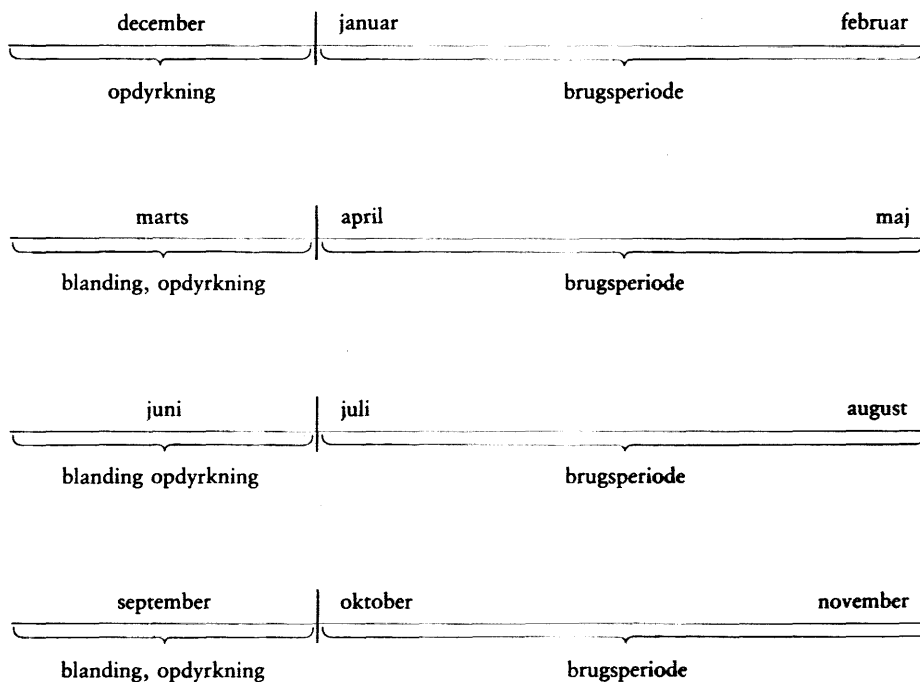 december januar februar
opdyrkning brugsperiode
marts april maj
blanding, opdyrkning brugsperiode
juni juli august
blanding opdyrkning brugsperiode
september oktober november
blanding, opdyrkning brugsperiode